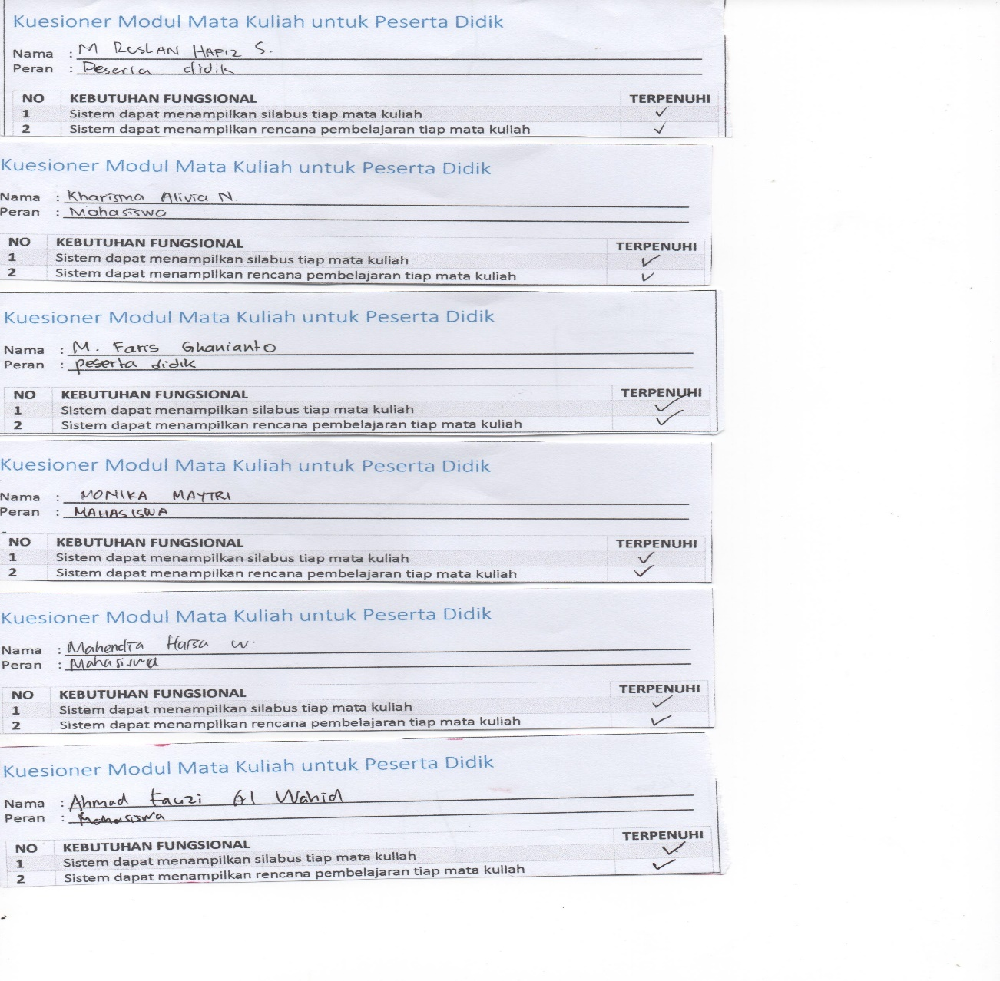 Kuesioner Modul Mata Kuliah untuk Peserta Didik
Nama : M RUSLAN HAFIZ S.
Peran : Peserta didik
NO KEBUTUHAN FUNGSIONAL TERPENUHI
1 Sistem dapat menampilkan silabus tiap mata kuliah ✓
2 Sistem dapat menampilkan rencana pembelajaran tiap mata kuliah ✓
Kuesioner Modul Mata Kuliah untuk Peserta Didik
Nama : Kharisma Alivia N.
Peran : Mahasiswa
NO KEBUTUHAN FUNGSIONAL TERPENUHI
1 Sistem dapat menampilkan silabus tiap mata kuliah ✓
2 Sistem dapat menampilkan rencana pembelajaran tiap mata kuliah ✓
Kuesioner Modul Mata Kuliah untuk Peserta Didik
Nama : M. Faris Ghanianto
Peran : peserta didik
NO KEBUTUHAN FUNGSIONAL TERPENUHI
1 Sistem dapat menampilkan silabus tiap mata kuliah ✓
2 Sistem dapat menampilkan rencana pembelajaran tiap mata kuliah ✓
Kuesioner Modul Mata Kuliah untuk Peserta Didik
Nama : MONIKA MAYTRI
Peran : MAHASISWA
NO KEBUTUHAN FUNGSIONAL TERPENUHI
1 Sistem dapat menampilkan silabus tiap mata kuliah ✓
2 Sistem dapat menampilkan rencana pembelajaran tiap mata kuliah ✓
Kuesioner Modul Mata Kuliah untuk Peserta Didik
Nama : Mahendra Harsa W.
Peran : Mahasiswa
NO KEBUTUHAN FUNGSIONAL TERPENUHI
1 Sistem dapat menampilkan silabus tiap mata kuliah ✓
2 Sistem dapat menampilkan rencana pembelajaran tiap mata kuliah ✓
Kuesioner Modul Mata Kuliah untuk Peserta Didik
Nama : Ahmad Fauzi Al Wahid
Peran : Mahasiswa
NO KEBUTUHAN FUNGSIONAL TERPENUHI
1 Sistem dapat menampilkan silabus tiap mata kuliah ✓
2 Sistem dapat menampilkan rencana pembelajaran tiap mata kuliah ✓